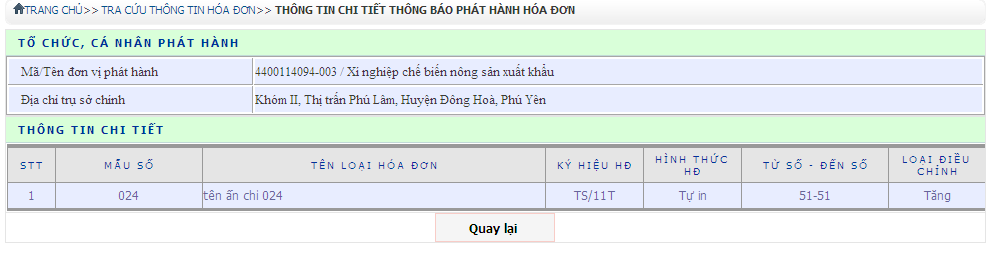 TRANG CHỦ>> TRA CỨU THÔNG TIN HÓA ĐƠN>> THÔNG TIN CHI TIẾT THÔNG BÁO PHÁT HÀNH HÓA ĐƠN
TỔ CHỨC, CÁ NHÂN PHÁT HÀNH
Mã/Tên đơn vị phát hành 4400114094-003 / Xí nghiệp chế biến nông sản xuất khẩu
Địa chỉ trụ sở chính Khóm II, Thị trấn Phú Lâm, Huyện Đông Hoà, Phú Yên
THÔNG TIN CHI TIẾT
STT MẪU SỐ TÊN LOẠI HÓA ĐƠN KÝ HIỆU HĐ HÌNH THỨC HĐ TỪ SỐ - ĐẾN SỐ LOẠI ĐIỀU CHỈNH
1 024 tên ấn chỉ 024 TS/11T Tự in 51-51 Tăng
Quay lại